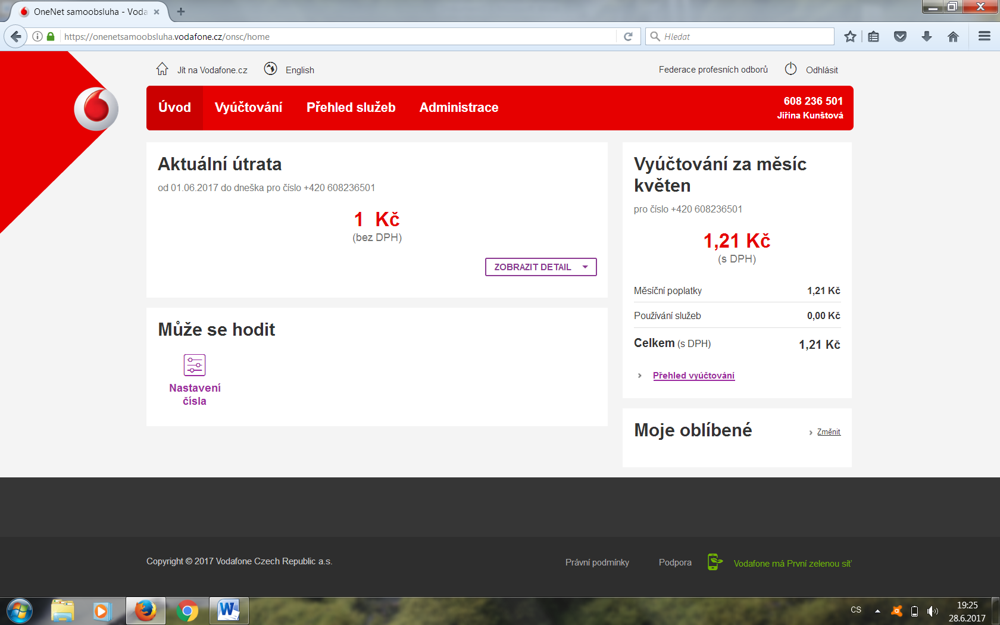 OneNet samoobsluha - Voda
https://onenetsamoobsluha.vodafone.cz/onsc/home
Hledat
Jít na Vodafone.cz
English
Federace profesních odborů
Odhlásit
Úvod
Vyúčtování
Přehled služeb
Administrace
608 236 501
Jiřina Kunštová
Aktuální útrata
od 01.06.2017 do dneška pro číslo +420 608236501
1 Kč
(bez DPH)
ZOBRAZIT DETAIL
Může se hodit
Nastavení
čísla
Vyúčtování za měsíc
květen
pro číslo +420 608236501
1,21 Kč
(s DPH)
Měsíční poplatky 1,21 Kč
Používání služeb 0,00 Kč
Celkem (s DPH) 1,21 Kč
Přehled vyúčtování
Moje oblíbené
Změnit
Copyright © 2017 Vodafone Czech Republic a.s.
Právní podmínky
Podpora
Vodafone má První zelenou síť
CS
19:25
28.6.2017